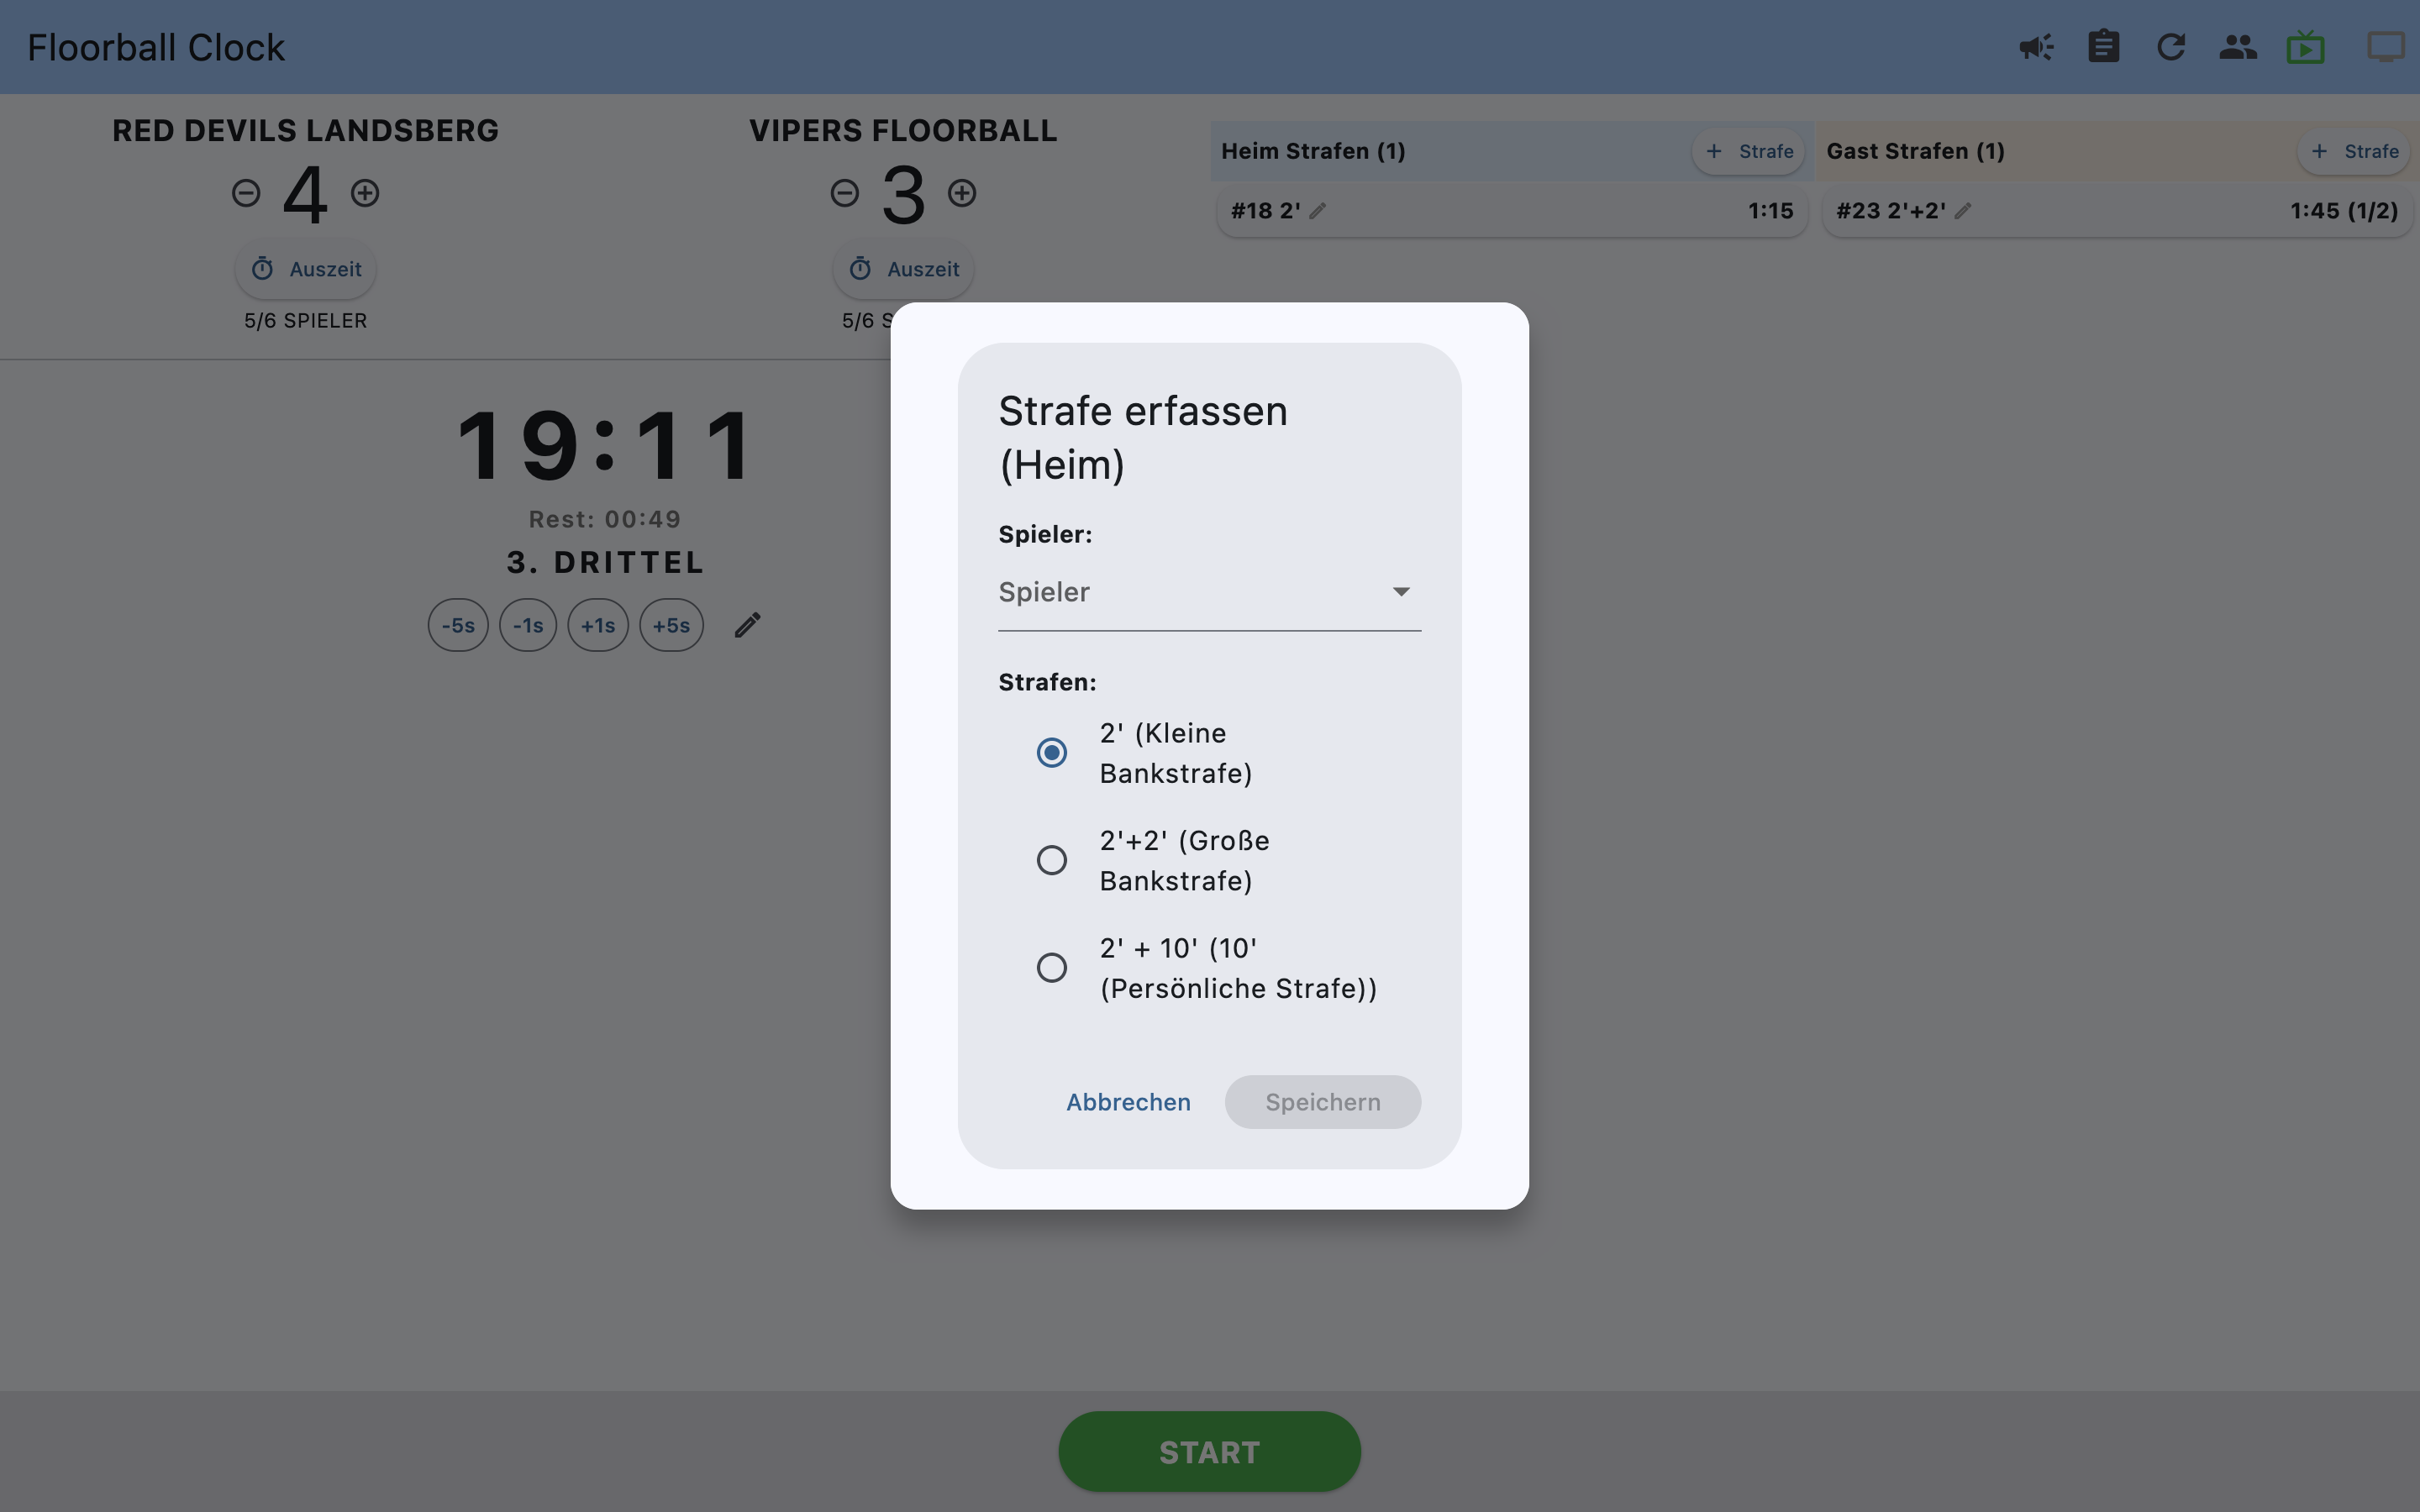 Floorball Clock
RED DEVILS LANDSBERG
4
Auszeit
5/6 SPIELER
VIPERS FLOORBALL
3
Auszeit
5/6
Heim Strafen (1)
+ Strafe
#18 2'
1:15
Gast Strafen (1)
+ Strafe
#23 2'+2'
1:45 (1/2)
19:11
Rest: 00:49
3. DRITTEL
-5s
-1s
+1s
+5s
Strafe erfassen
(Heim)
Spieler:
Spieler
Strafen:
2' (Kleine
Bankstrafe)
2'+2' (Große
Bankstrafe)
2' + 10' (10'
(Persönliche Strafe))
Abbrechen
Speichern
START